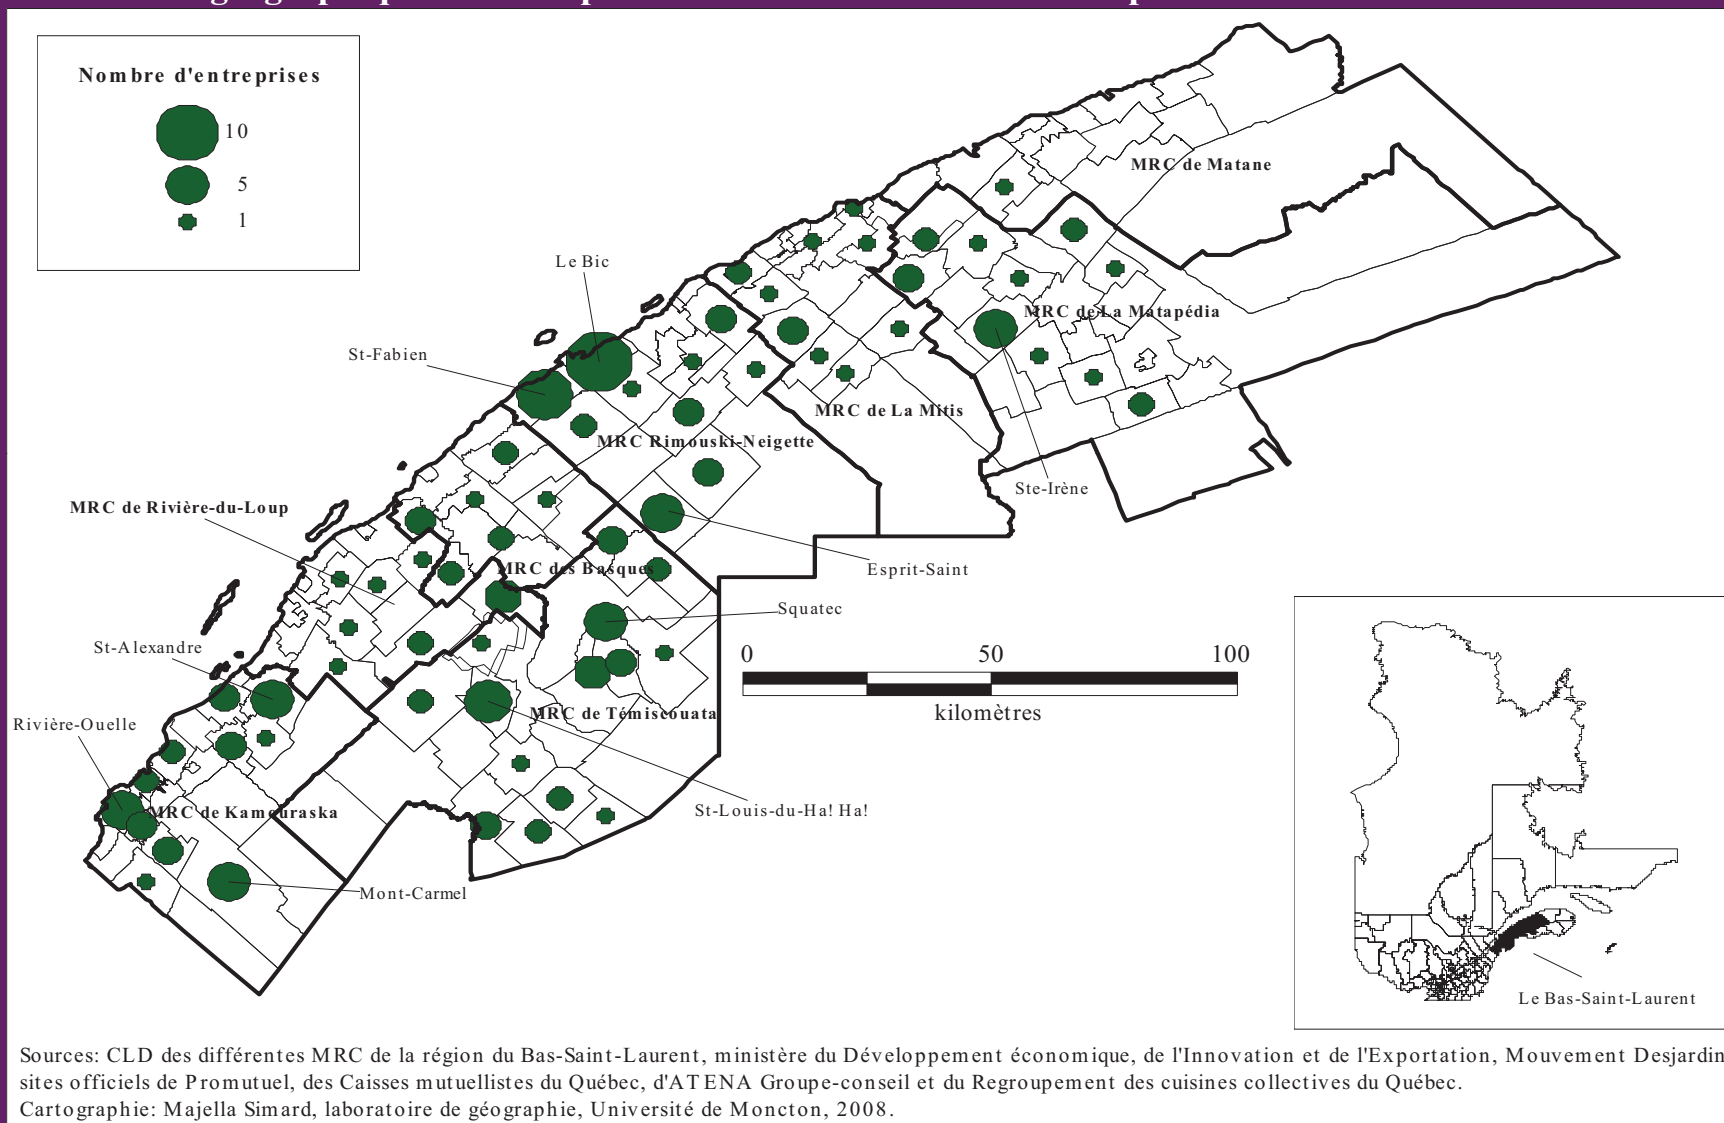 Nombre d'entreprises
10
5
1
MRC de Matane
Le Bic
MRC de La Matapédia
St-Fabien
MRC de La Mitis
MRC Rimouski-Neigette
Ste-Irène
MRC de Rivière-du-Loup
MRC des Basques
Esprit-Saint
Squatec
St-Alexandre
0 50 100
kilomètres
Rivière-Ouelle
MRC de Témiscouata
MRC de Kamouraska
St-Louis-du-Ha! Ha!
Mont-Carmel
Le Bas-Saint-Laurent
Sources: CLD des différentes MRC de la région du Bas-Saint-Laurent, ministère du Développement économique, de l'Innovation et de l'Exportation, Mouvement Desjardin
sites officiels de Promutuel, des Caisses mutuellistes du Québec, d'ATENA Groupe-conseil et du Regroupement des cuisines collectives du Québec.
Cartographie: Majella Simard, laboratoire de géographie, Université de Moncton, 2008.